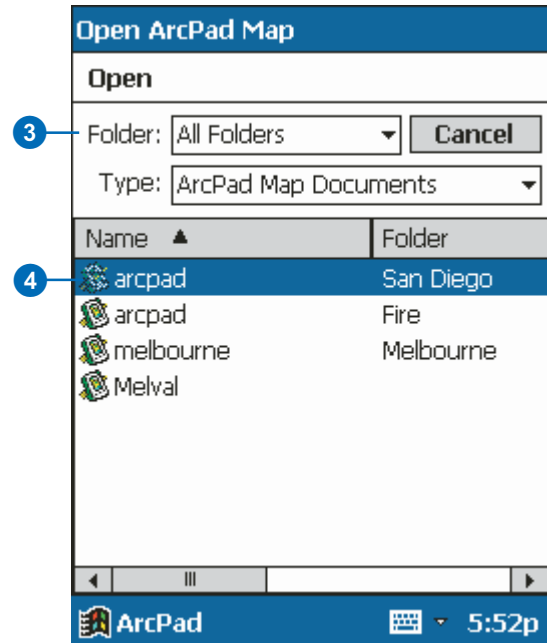 Open ArcPad Map
Open
3
Folder: All Folders Cancel
Type: ArcPad Map Documents
Name Folder
4
arcpad San Diego
arcpad Fire
melbourne Melbourne
Melval
ArcPad 5:52p